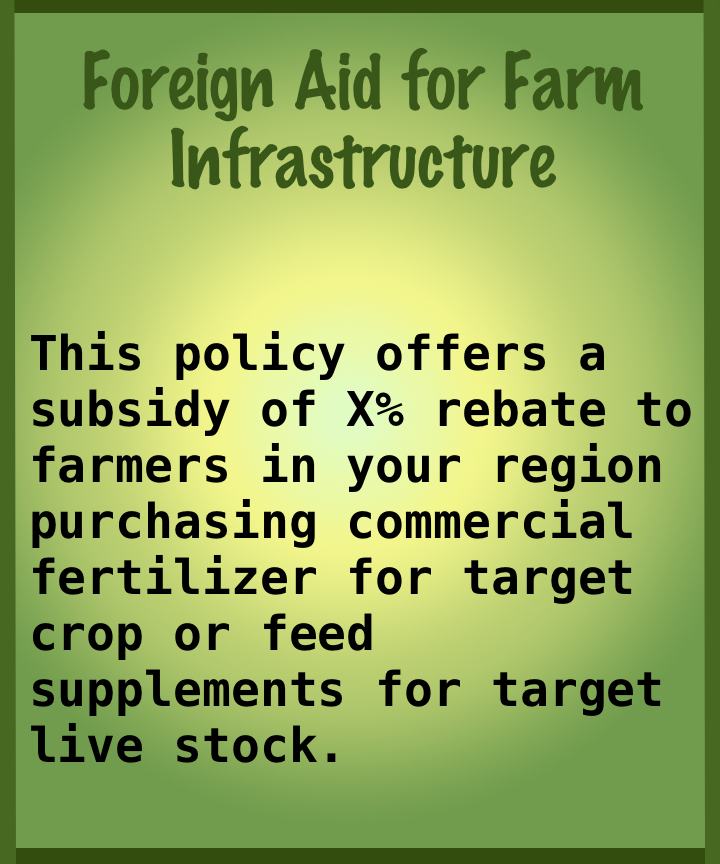 Foreign Aid for Farm
Infrastructure
This policy offers a
subsidy of X% rebate to
farmers in your region
purchasing commercial
fertilizer for target
crop or feed
supplements for target
live stock.